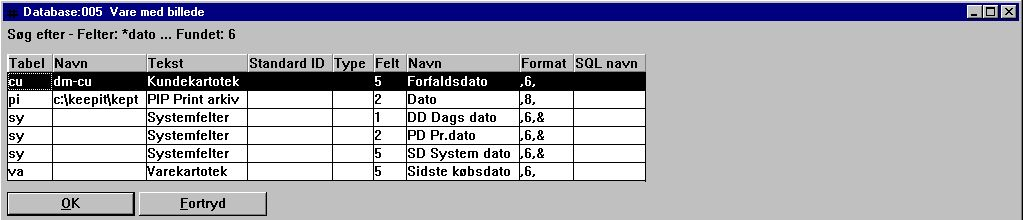 Database:005 Vare med billede
Søg efter - Felter: *dato ... Fundet: 6
Tabel Navn Tekst Standard ID Type Felt Navn Format SQL navn
cu dm-cu Kundekartotek 5 Forfaldsdato ,6,
pi c:\keepit\kept PIP Print arkiv 2 Dato ,8,
sy Systemfelter 1 DD Dags dato ,6,&
sy Systemfelter 2 PD Pr.dato ,6,&
sy Systemfelter 5 SD System dato ,6,&
va Varekartotek 5 Sidste købsdato ,6,
OK Fortryd